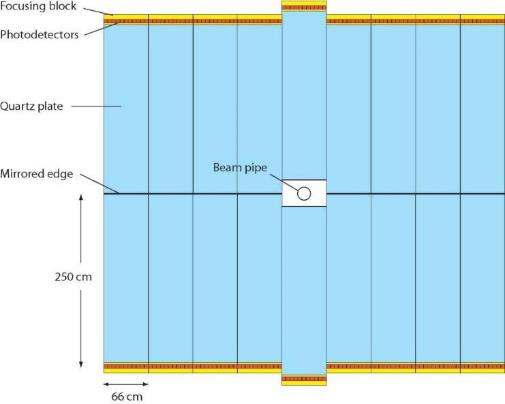 Focusing block
Photodetectors
Quartz plate
Beam pipe
Mirrored edge
250 cm
66 cm